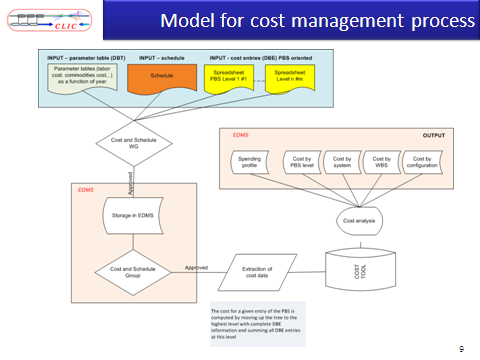 CLIC
Model for cost management process
INPUT – parameter table (DBT)
INPUT – schedule
INPUT - cost entries (DBE) PBS oriented
Parameter tables (labor
cost, commodities cost,..)
as a function of year
Schedule
Spreadsheet
PBS Level 1 #1
Spreadsheet
Level n #m
Cost and Schedule
WG
Approved
EDMS
Storage in EDMS
Cost and Schedule
Group
Approved
Extraction of
cost data
COST
TOOL
Cost analysis
EDMS
OUTPUT
Spending
profile
Cost by
PBS level
Cost by
system
Cost by
WBS
Cost by
configuration
The cost for a given entry of the PBS is
computed by moving up the tree to the
highest level with complete DBE
information and summing all DBE entries
at this level
9